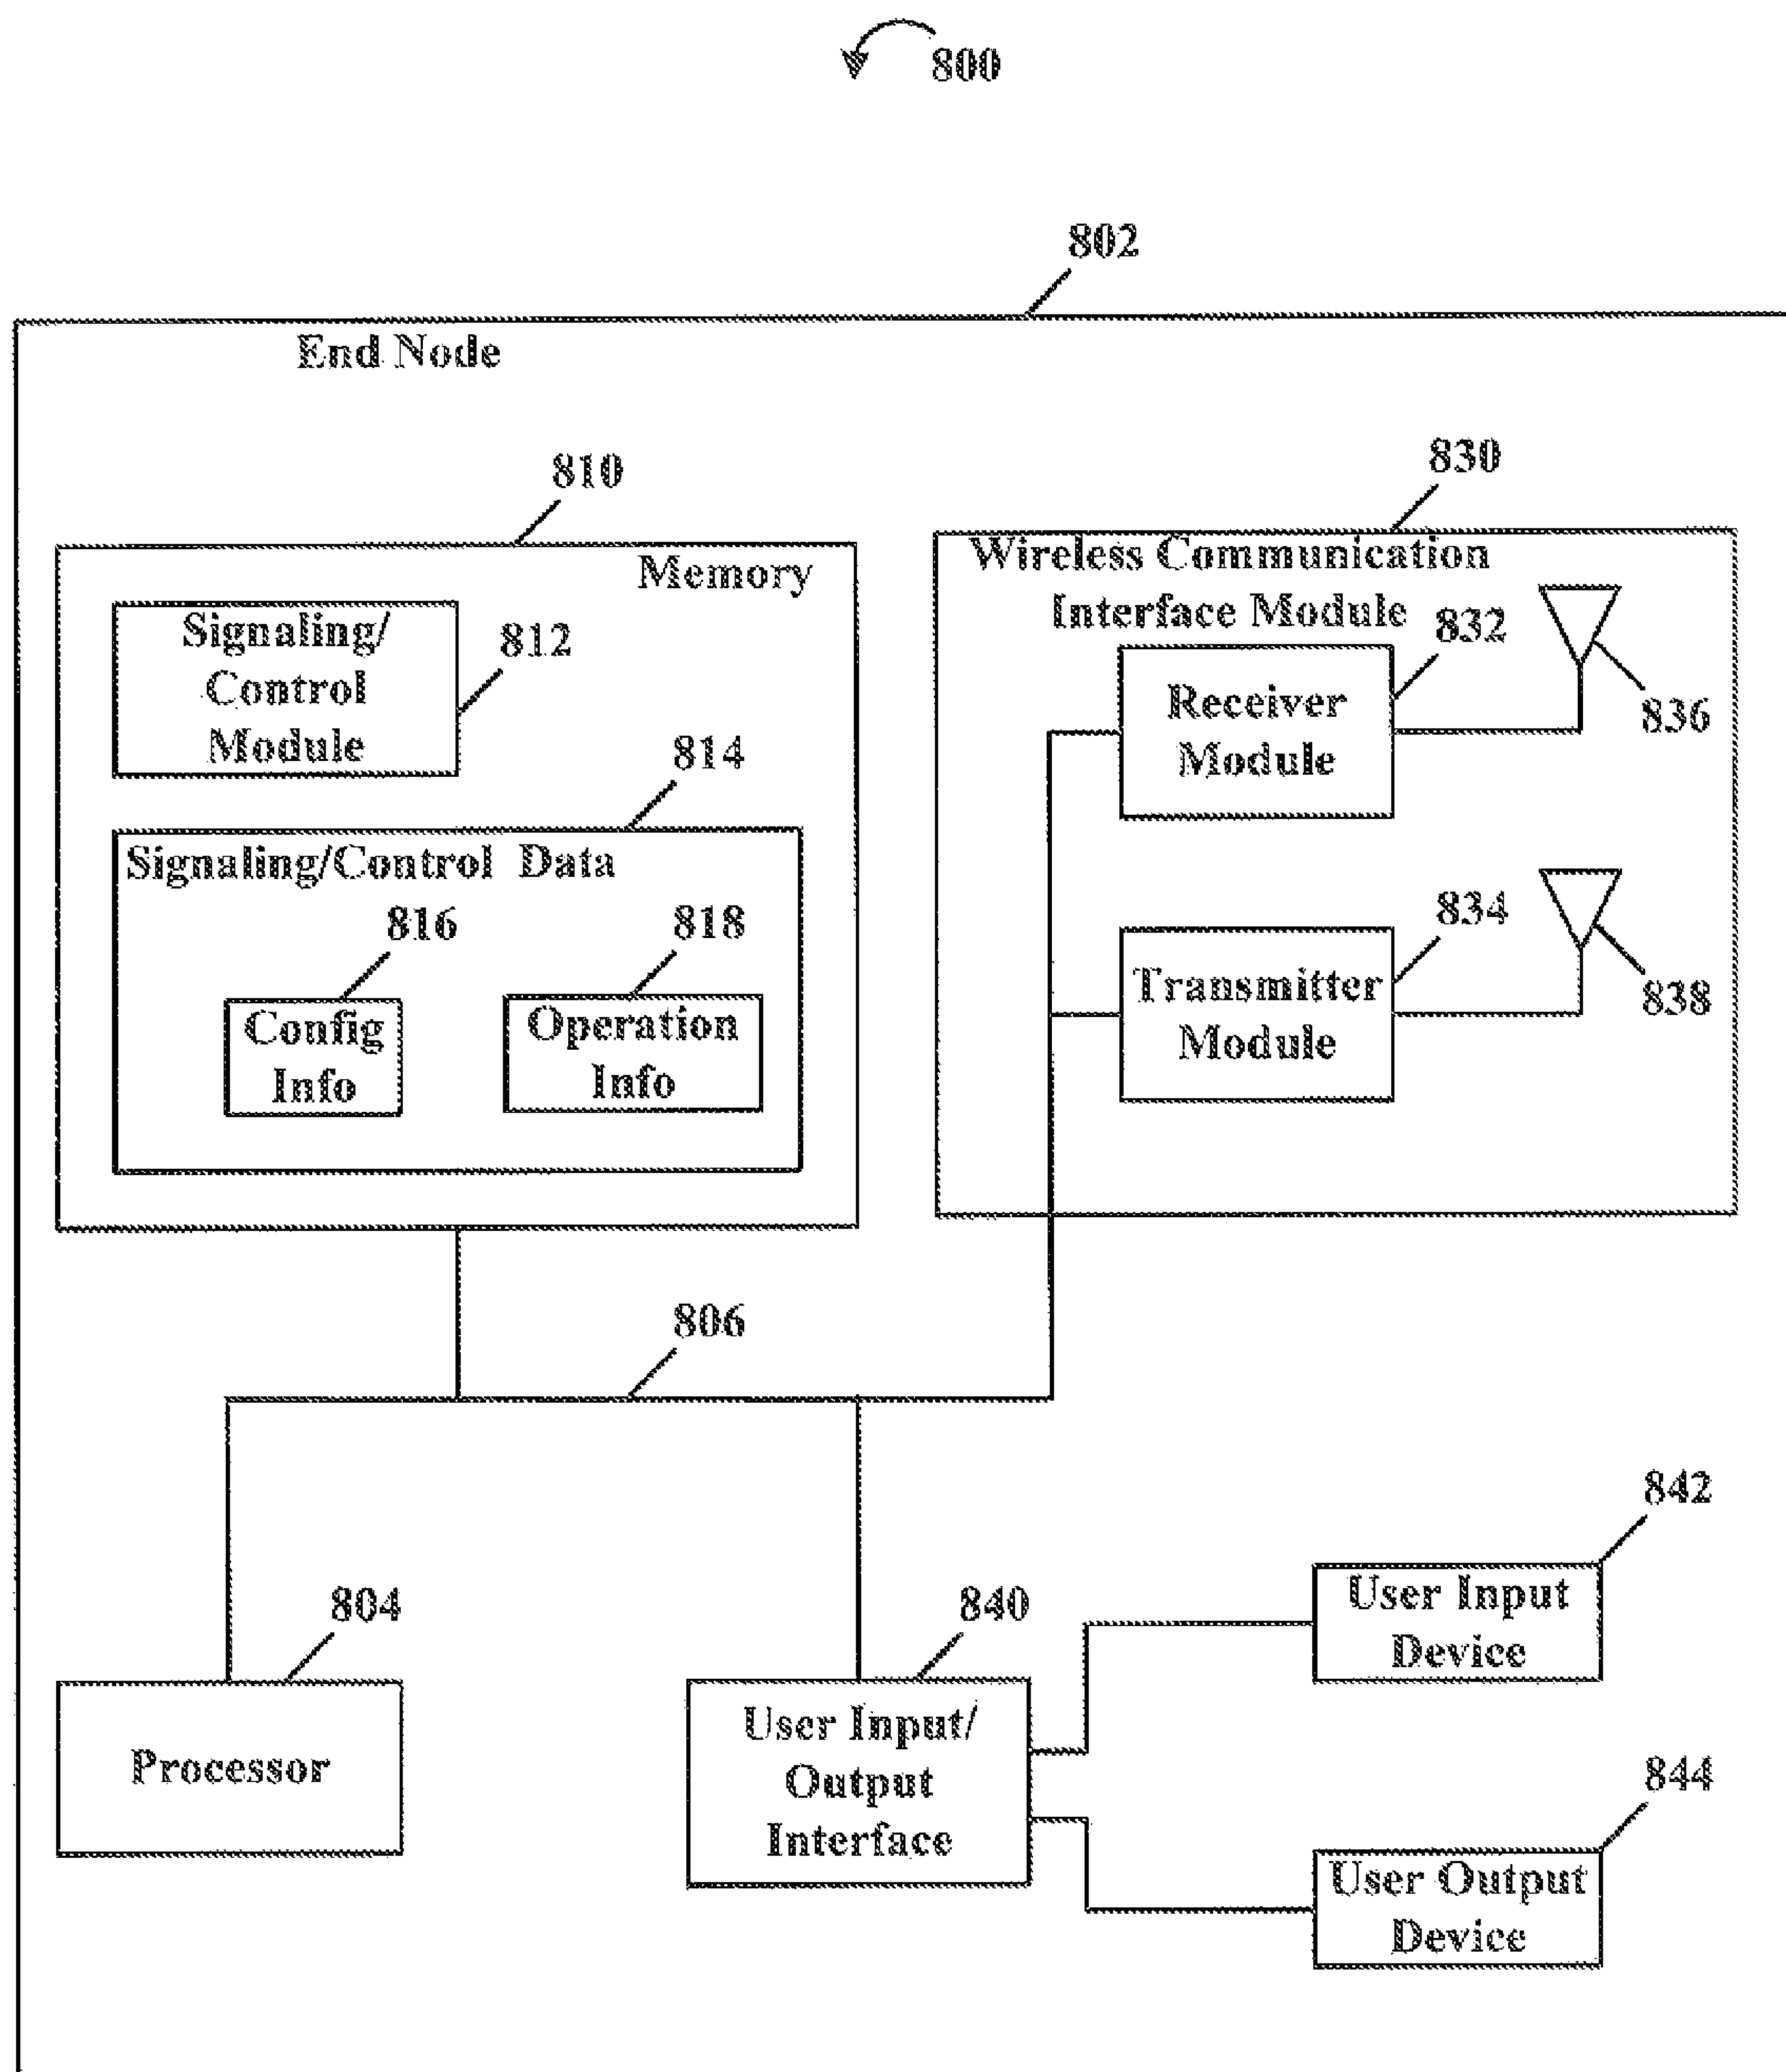 800
802
End Node
810
830
Memory
Wireless Communication
Interface Module
Signaling/
Control
Module
812
832
Receiver
Module
836
814
Signaling/Control Data
816
818
834
Config
Info
Operation
Info
Transmitter
Module
838
806
842
User Input
Device
804
840
Processor
User Input/
Output
Interface
844
User Output
Device